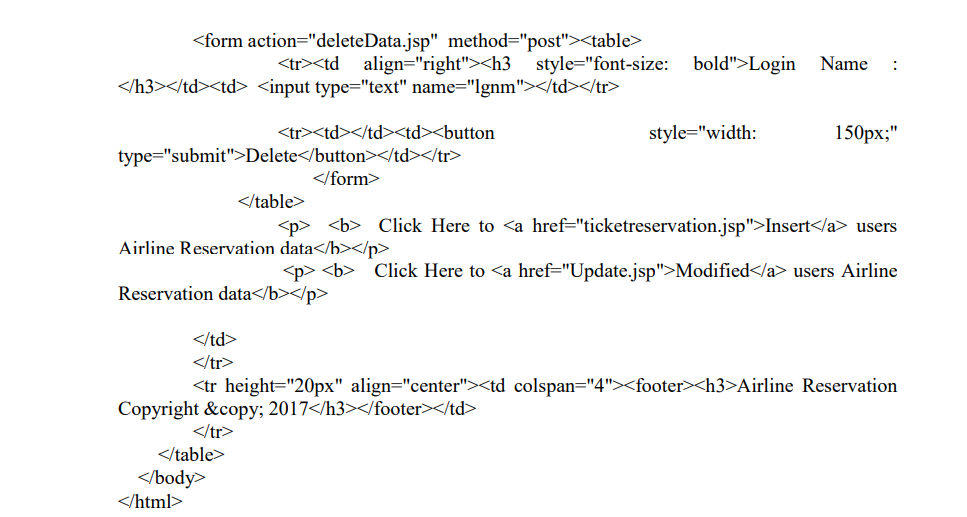 <form action="deleteData.jsp" method="post"><table>
<tr><td align="right"><h3 style="font-size: bold">Login Name :
</h3></td><td> <input type="text" name="lgnm"></td></tr>
<tr><td></td><td><button style="width: 150px;"
type="submit">Delete</button></td></tr>
</form>
</table>
<p> <b> Click Here to <a href="ticketreservation.jsp">Insert</a> users
Airline Reservation data</b></p>
<p> <b> Click Here to <a href="Update.jsp">Modified</a> users Airline
Reservation data</b></p>
</td>
</tr>
<tr height="20px" align="center"><td colspan="4"><footer><h3>Airline Reservation
Copyright &copy; 2017</h3></footer></td>
</tr>
</table>
</body>
</html>